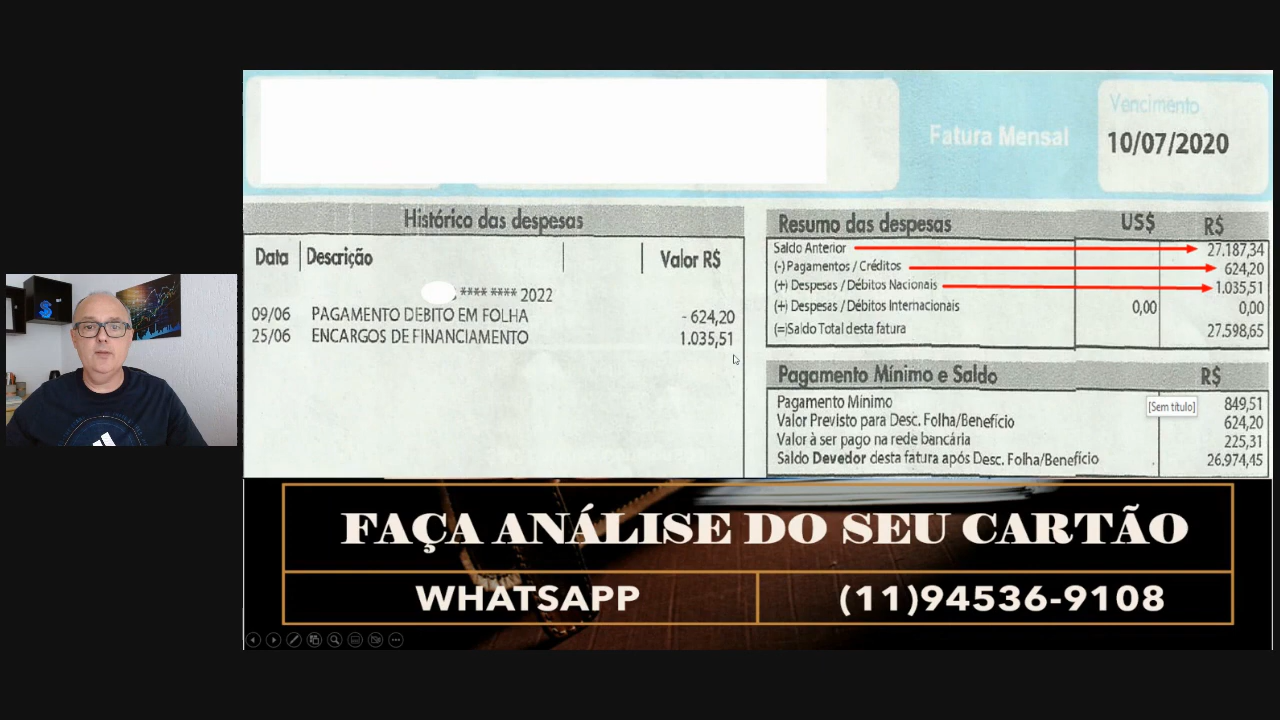 Vencimento
Fatura Mensal
10/07/2020
Histórico das despesas
Data Descrição Valor R$
**** **** 2022
09/06 PAGAMENTO DEBITO EM FOLHA - 624,20
25/06 ENCARGOS DE FINANCIAMENTO 1.035,51
Resumo das despesas US$ R$
Saldo Anterior 27.187,34
(-) Pagamentos / Créditos 624,20
(+) Despesas / Débitos Nacionais 1.035,51
(+) Despesas / Débitos Internacionais 0,00 0,00
(=)Saldo Total desta fatura 27.598,65
Pagamento Mínimo e Saldo R$
Pagamento Mínimo 849,51
[Sem título]
Valor Previsto para Desc. Folha/Benefício 624,20
Valor à ser pago na rede bancária 225,31
Saldo Devedor desta fatura após Desc. Folha/Benefício 26.974,45
FAÇA ANÁLISE DO SEU CARTÃO
WHATSAPP (11)94536-9108